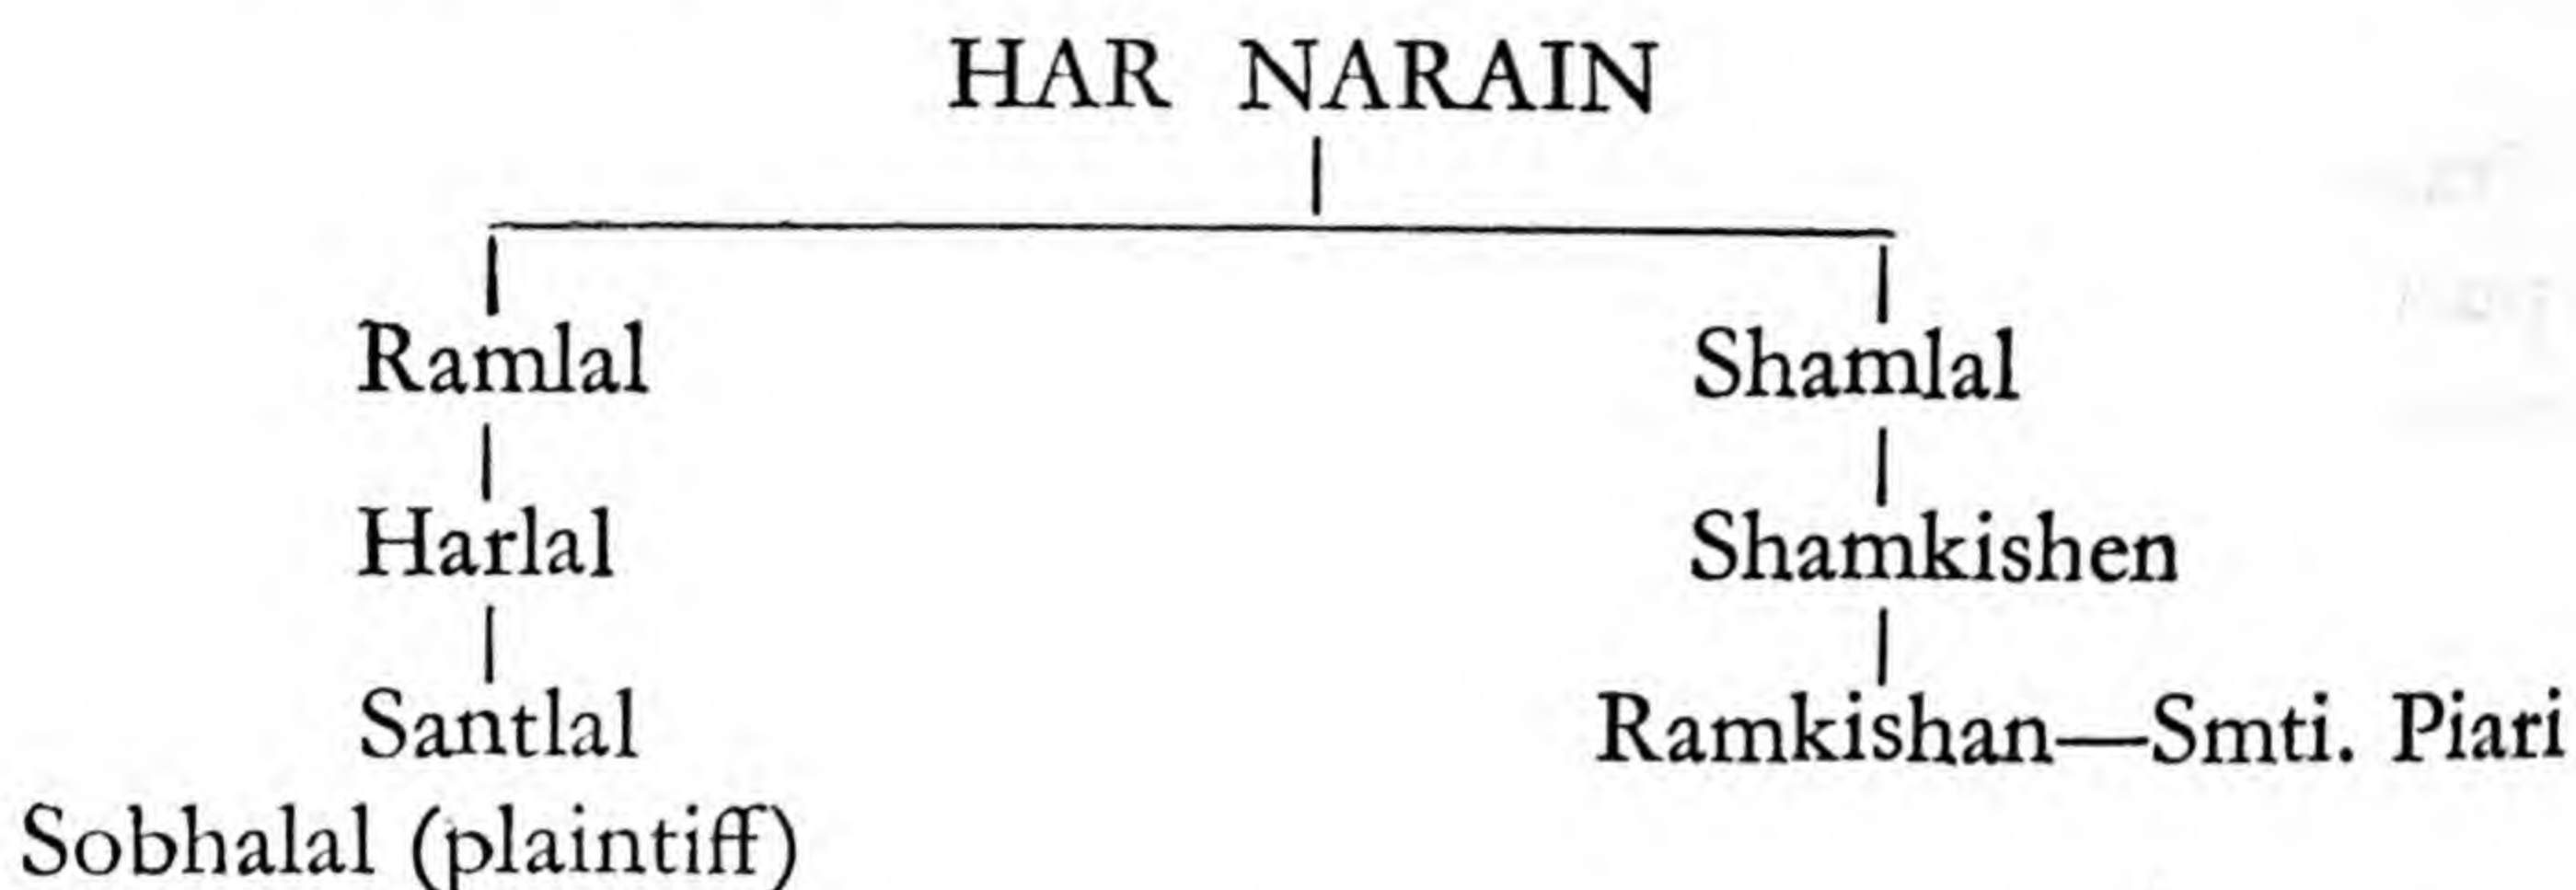 HAR NARAIN
Ramlal Shamlal
Harlal Shamkishen
Santlal Ramkishan—Smti. Piari
Sobhalal (plaintiff)